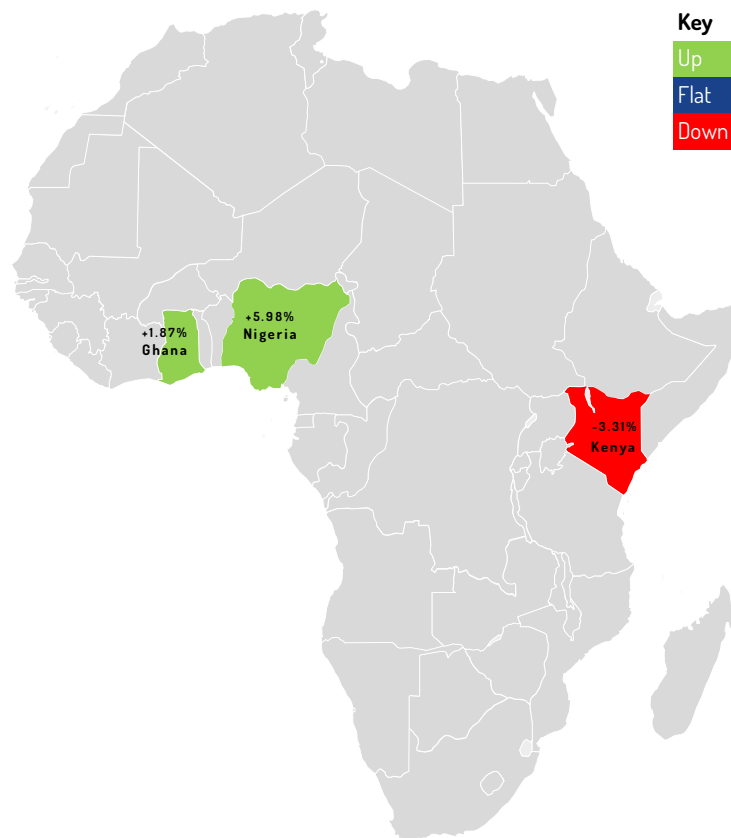 Key
Up
Flat
Down
+5.98%
Nigeria
+1.87%
Ghana
-3.31%
Kenya